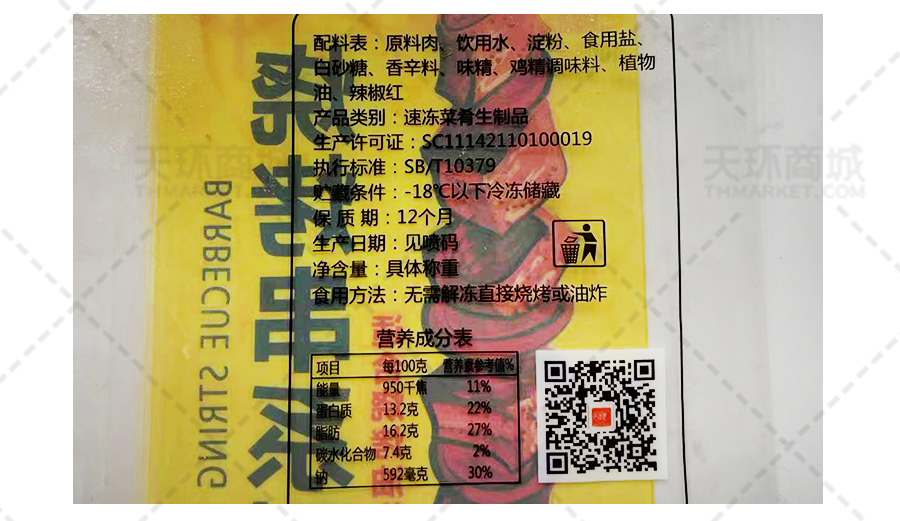 配料表：原料肉、饮用水、淀粉、食用盐、
白砂糖、香辛料、味精、鸡精调味料、植物
油、辣椒红
产品类别：速冻菜肴生制品
生产许可证：SC11142110100019
执行标准：SB/T10379
贮藏条件：-18℃以下冷冻储藏
保 质 期：12个月
生产日期：见喷码
净含量：具体称重
食用方法：无需解冻直接烧烤或油炸
营养成分表
项目 每100克 营养素参考值%
能量 950千焦 11%
蛋白质 13.2克 22%
脂肪 16.2克 27%
碳水化合物 7.4克 2%
钠 592毫克 30%
BARBECUE STRING
天环商城
THMARKET.COM
天环商城
THMARKET.COM